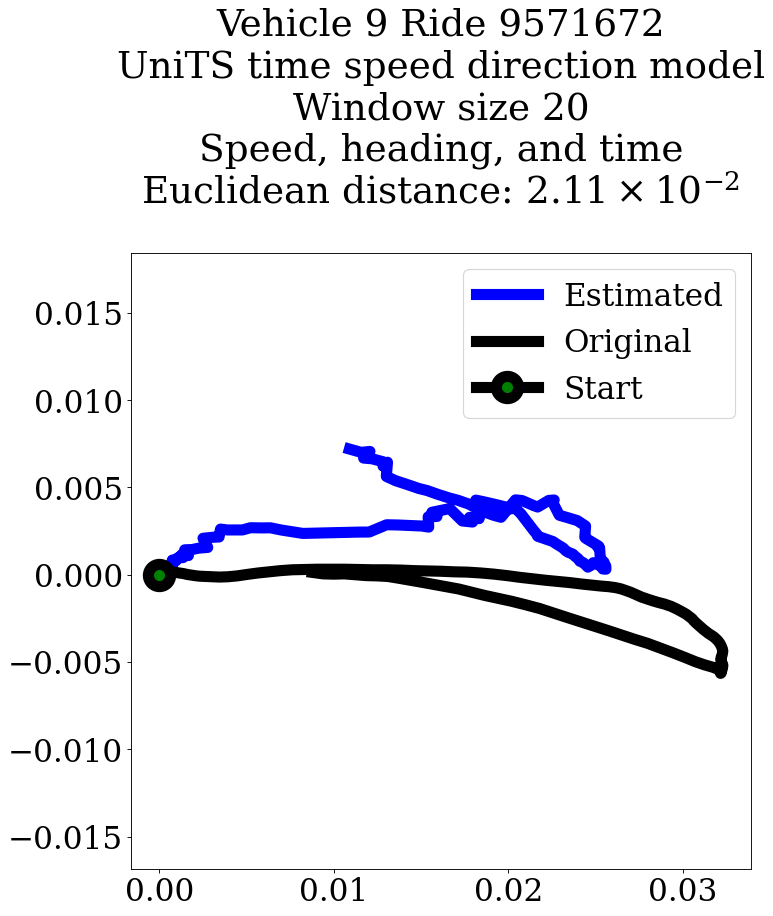 Vehicle 9 Ride 9571672
UniTS time speed direction model
Window size 20
Speed, heading, and time
Euclidean distance: 2.11 × 10⁻²
Estimated
Original
Start
0.015
0.010
0.005
0.000
−0.005
−0.010
−0.015
0.00 0.01 0.02 0.03